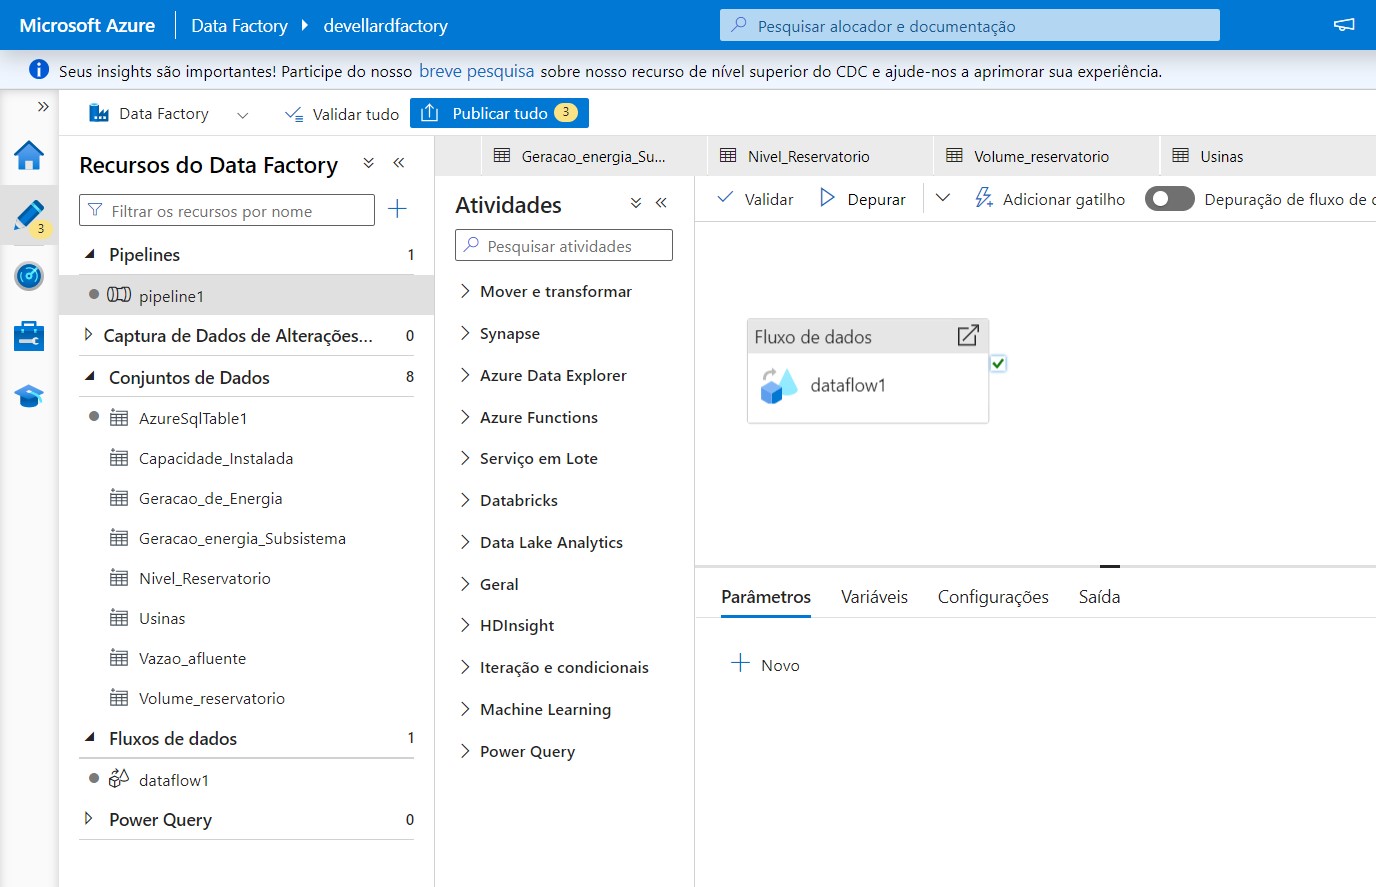 Microsoft Azure
Data Factory
devellardfactory
Pesquisar alocador e documentação
Seus insights são importantes! Participe do nosso breve pesquisa sobre nosso recurso de nível superior do CDC e ajude-nos a aprimorar sua experiência.
Data Factory
Validar tudo
Publicar tudo 3
Recursos do Data Factory
Filtrar os recursos por nome
3
Pipelines 1
pipeline1
Captura de Dados de Alterações... 0
Conjuntos de Dados 8
AzureSqlTable1
Capacidade_Instalada
Geracao_de_Energia
Geracao_energia_Subsistema
Nivel_Reservatorio
Usinas
Vazao_afluente
Volume_reservatorio
Fluxos de dados 1
dataflow1
Power Query 0
Geracao_energia_Su...
Nivel_Reservatorio
Volume_reservatorio
Usinas
Atividades
Pesquisar atividades
Mover e transformar
Synapse
Azure Data Explorer
Azure Functions
Serviço em Lote
Databricks
Data Lake Analytics
Geral
HDInsight
Iteração e condicionais
Machine Learning
Power Query
Validar
Depurar
Adicionar gatilho
Depuração de fluxo de
Fluxo de dados
dataflow1
Parâmetros
Variáveis
Configurações
Saída
Novo